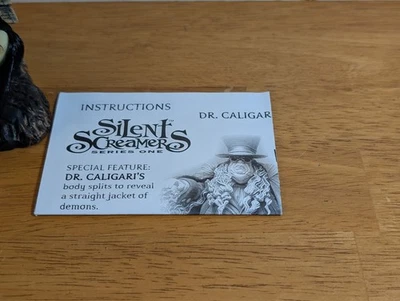 INSTRUCTIONS
DR. CALIGAR
SiLENT
SCREAMERS
SERIES ONE
SPECIAL FEATURE:
DR. CALIGARI'S
body splits to reveal
a straight jacket of
demons.